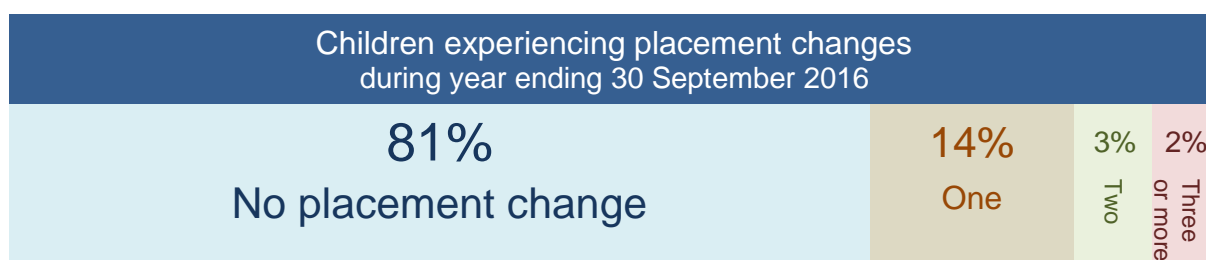 Children experiencing placement changes
during year ending 30 September 2016
81%
No placement change
14%
One
3%
Two
2%
Three
or more